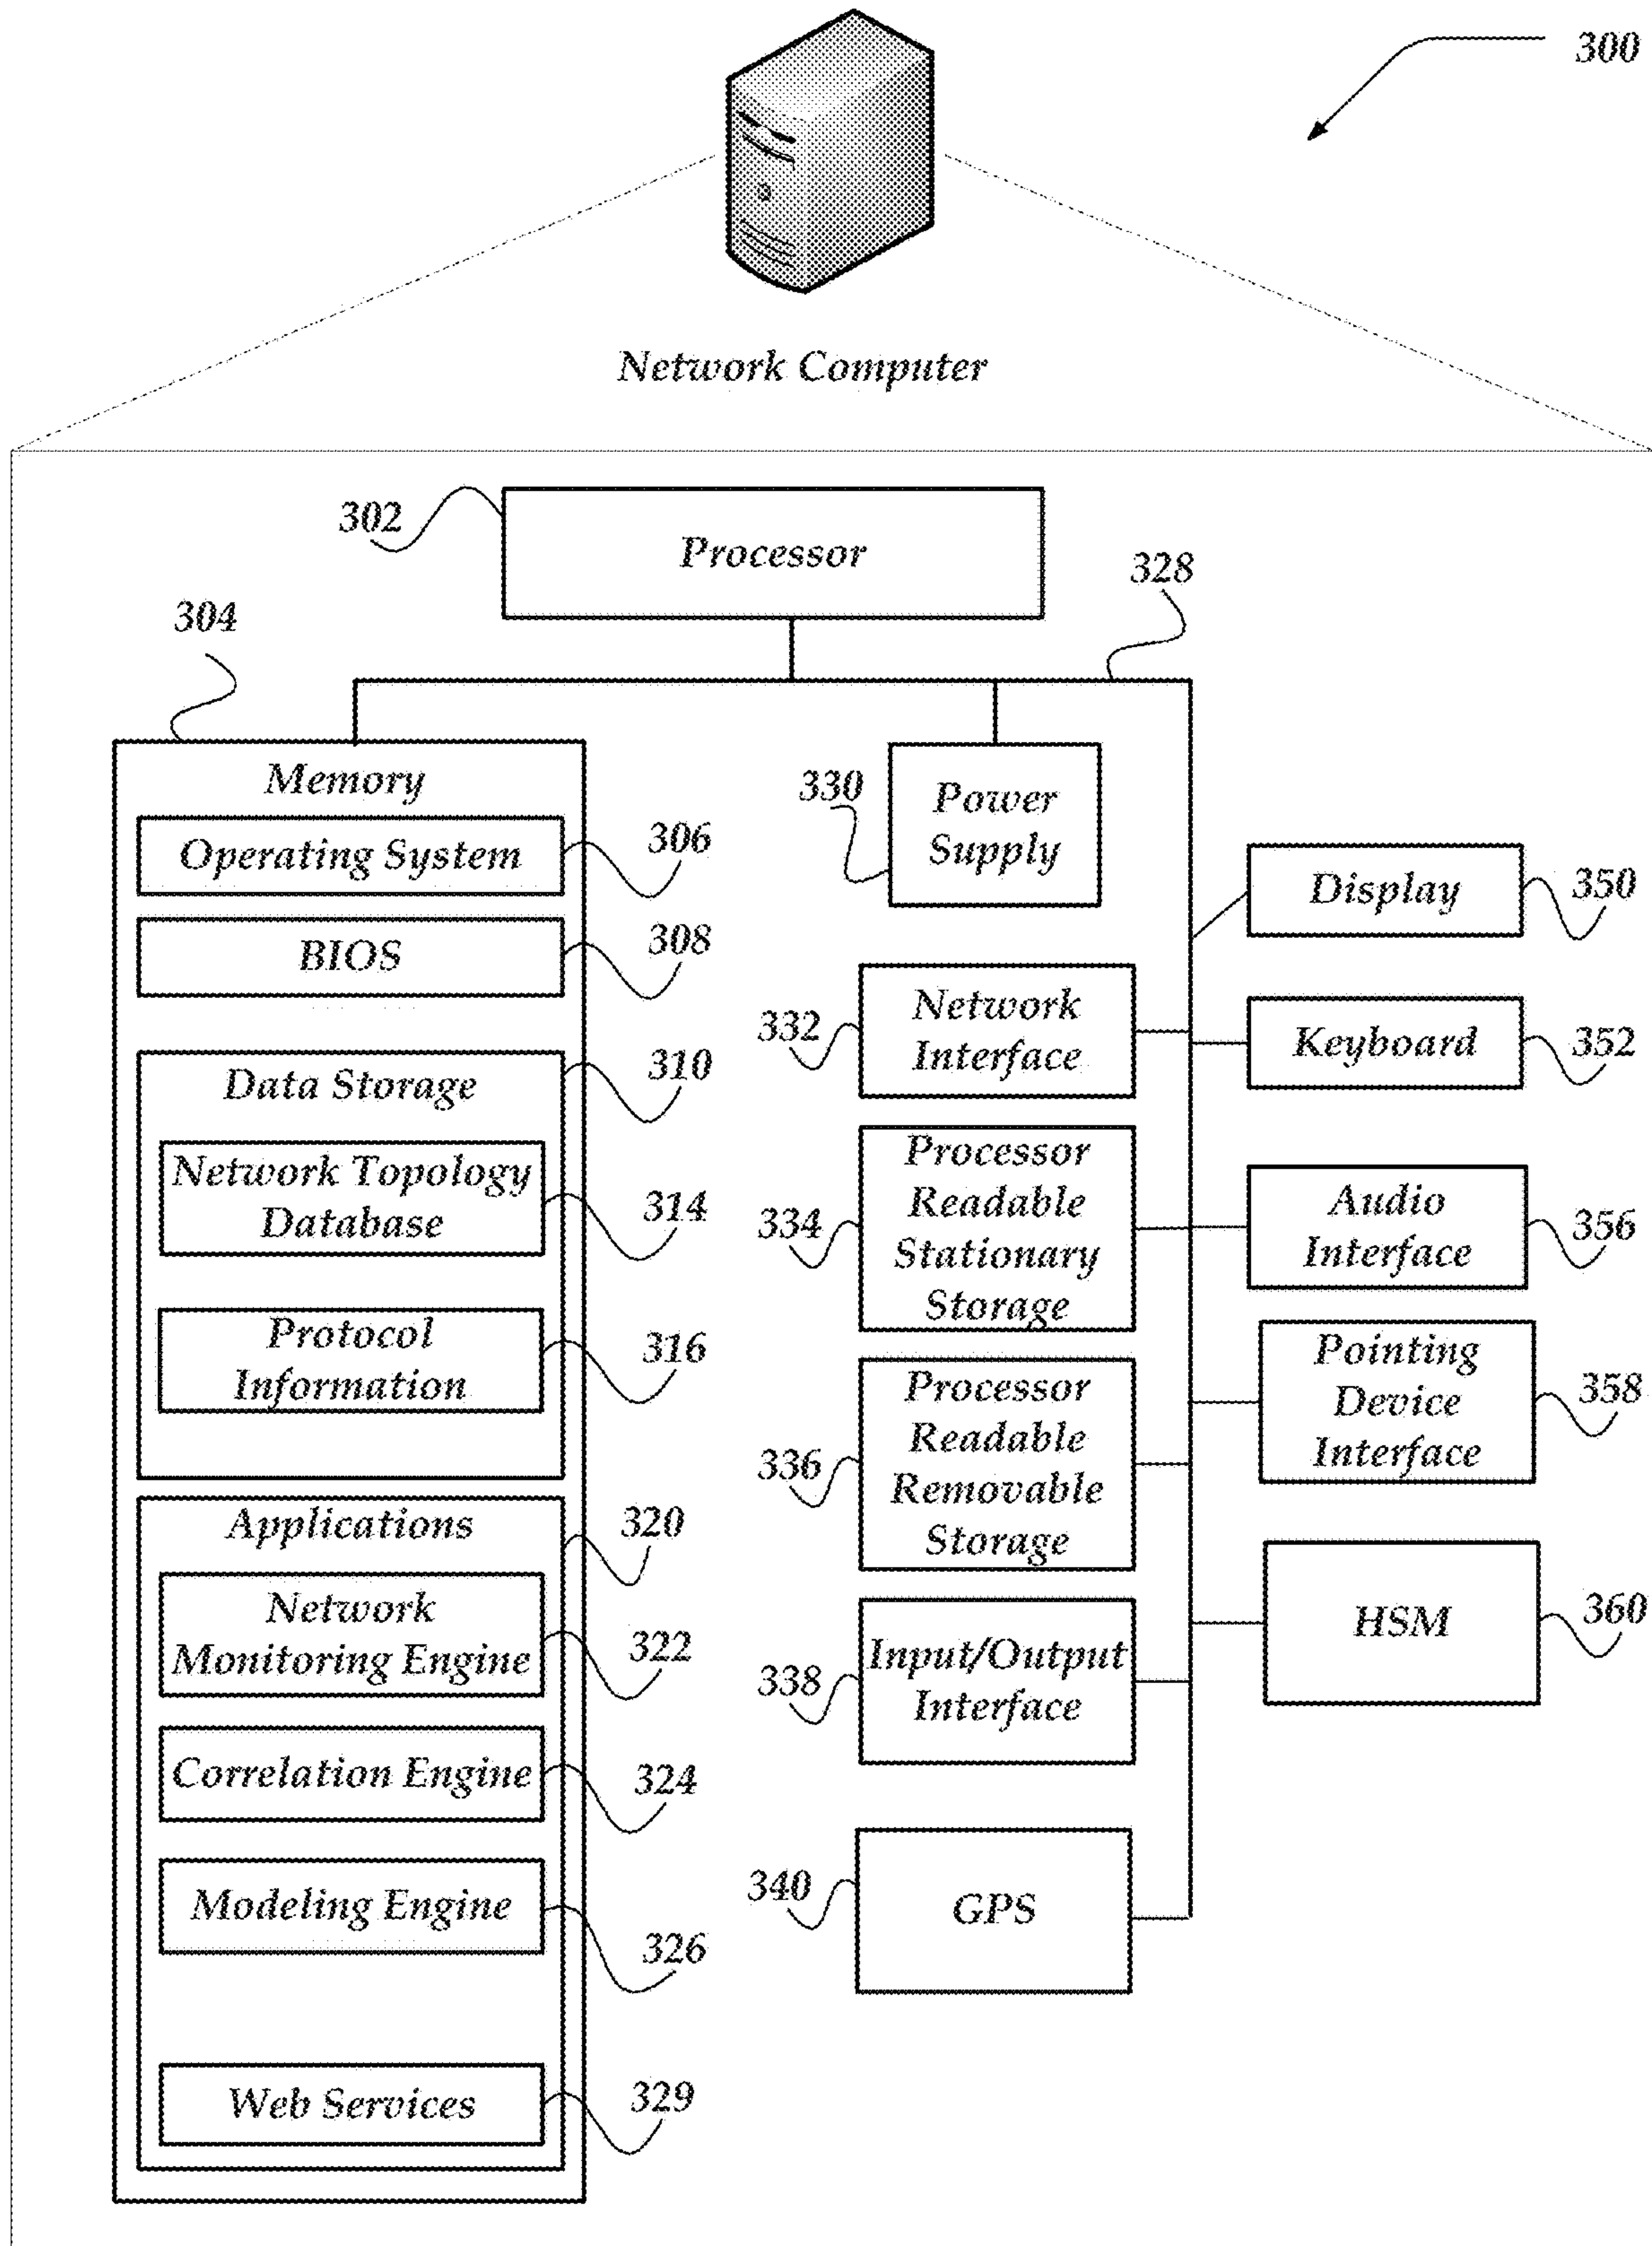 300
Network Computer
302
Processor
328
304
Memory
Operating System
306
BIOS
308
Data Storage
310
Network Topology
Database
314
Protocol
Information
316
Applications
320
Network
Monitoring Engine
322
Correlation Engine
324
Modeling Engine
326
Web Services
329
330
Power
Supply
332
Network
Interface
334
Processor
Readable
Stationary
Storage
336
Processor
Readable
Removable
Storage
338
Input/Output
Interface
340
GPS
Display
350
Keyboard
352
Audio
Interface
356
Pointing
Device
Interface
358
HSM
360